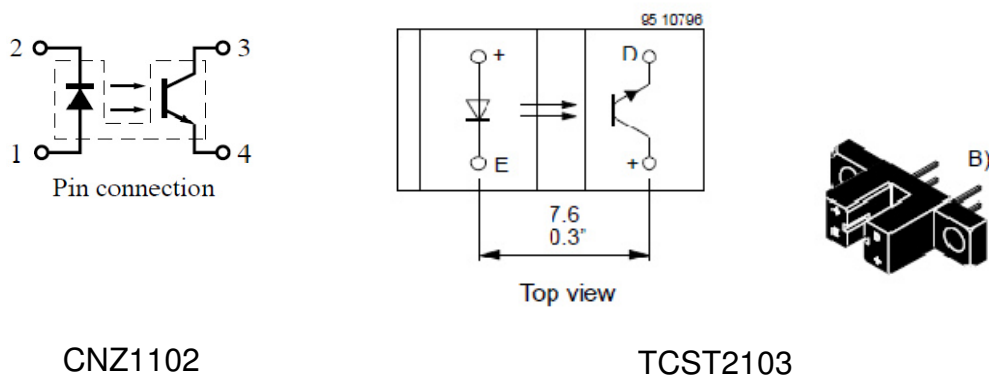 2 3
1 4
Pin connection
95 10796
+ D
E +
7.6
0.3"
Top view
B)
CNZ1102 TCST2103